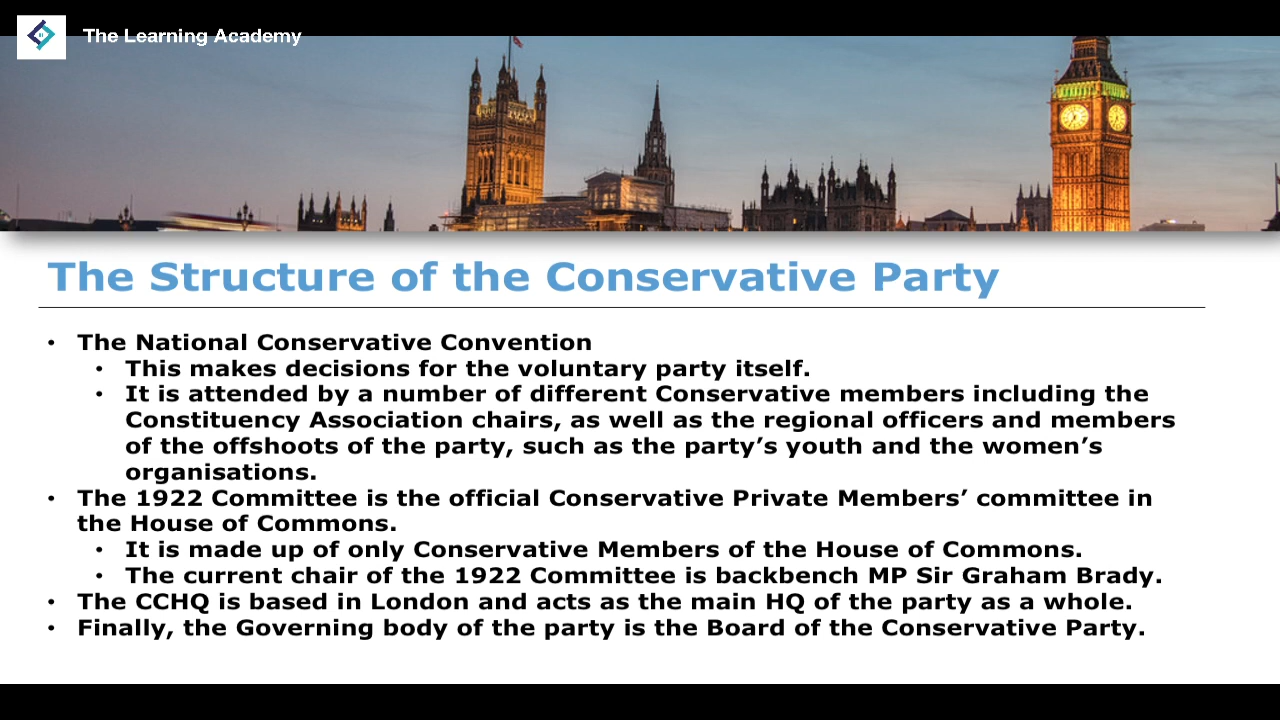 The Learning Academy
The Structure of the Conservative Party
• The National Conservative Convention
• This makes decisions for the voluntary party itself.
• It is attended by a number of different Conservative members including the
Constituency Association chairs, as well as the regional officers and members
of the offshoots of the party, such as the party’s youth and the women’s
organisations.
• The 1922 Committee is the official Conservative Private Members’ committee in
the House of Commons.
• It is made up of only Conservative Members of the House of Commons.
• The current chair of the 1922 Committee is backbench MP Sir Graham Brady.
• The CCHQ is based in London and acts as the main HQ of the party as a whole.
• Finally, the Governing body of the party is the Board of the Conservative Party.